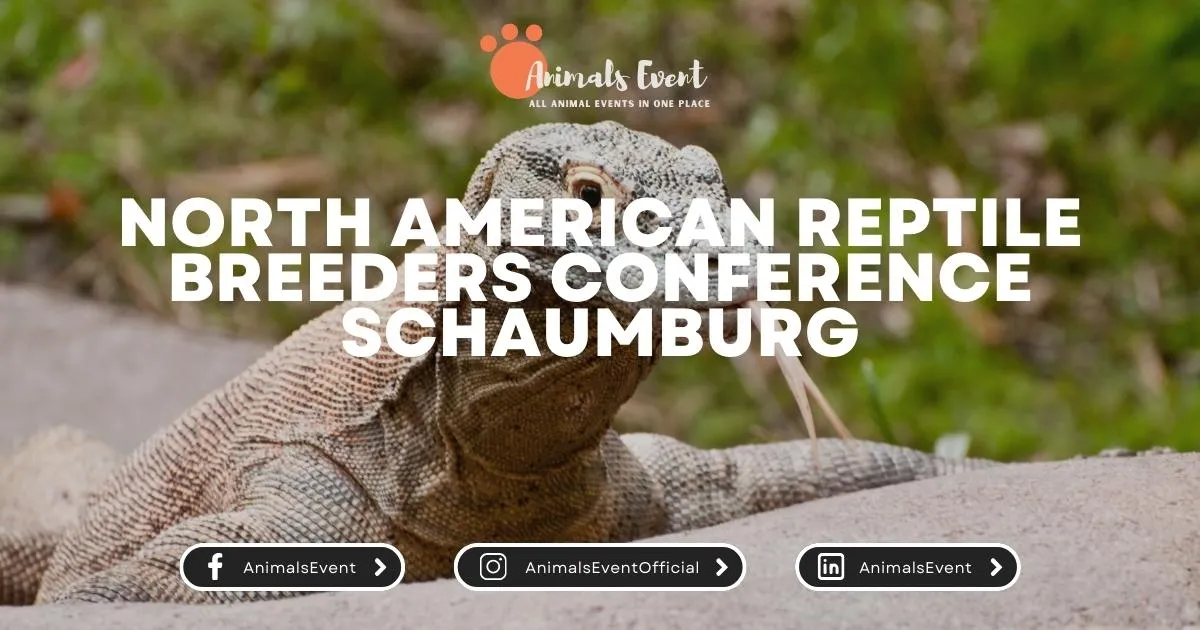 Animals Event
ALL ANIMAL EVENTS IN ONE PLACE
NORTH AMERICAN REPTILE
BREEDERS CONFERENCE
SCHAUMBURG
AnimalsEvent
AnimalsEventOfficial
AnimalsEvent